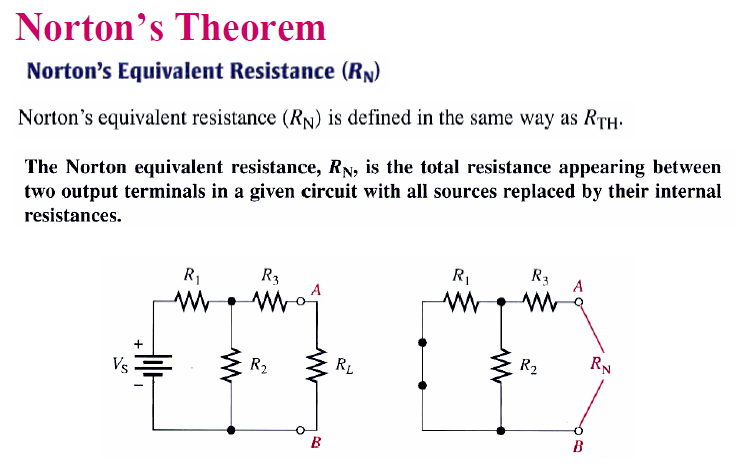 Norton's Theorem
Norton's Equivalent Resistance (RN)
Norton's equivalent resistance (RN) is defined in the same way as RTH.
The Norton equivalent resistance, RN, is the total resistance appearing between
two output terminals in a given circuit with all sources replaced by their internal
resistances.
R1 R3 A
+
VS R2 RL
−
B
R1 R3 A
R2 RN
B